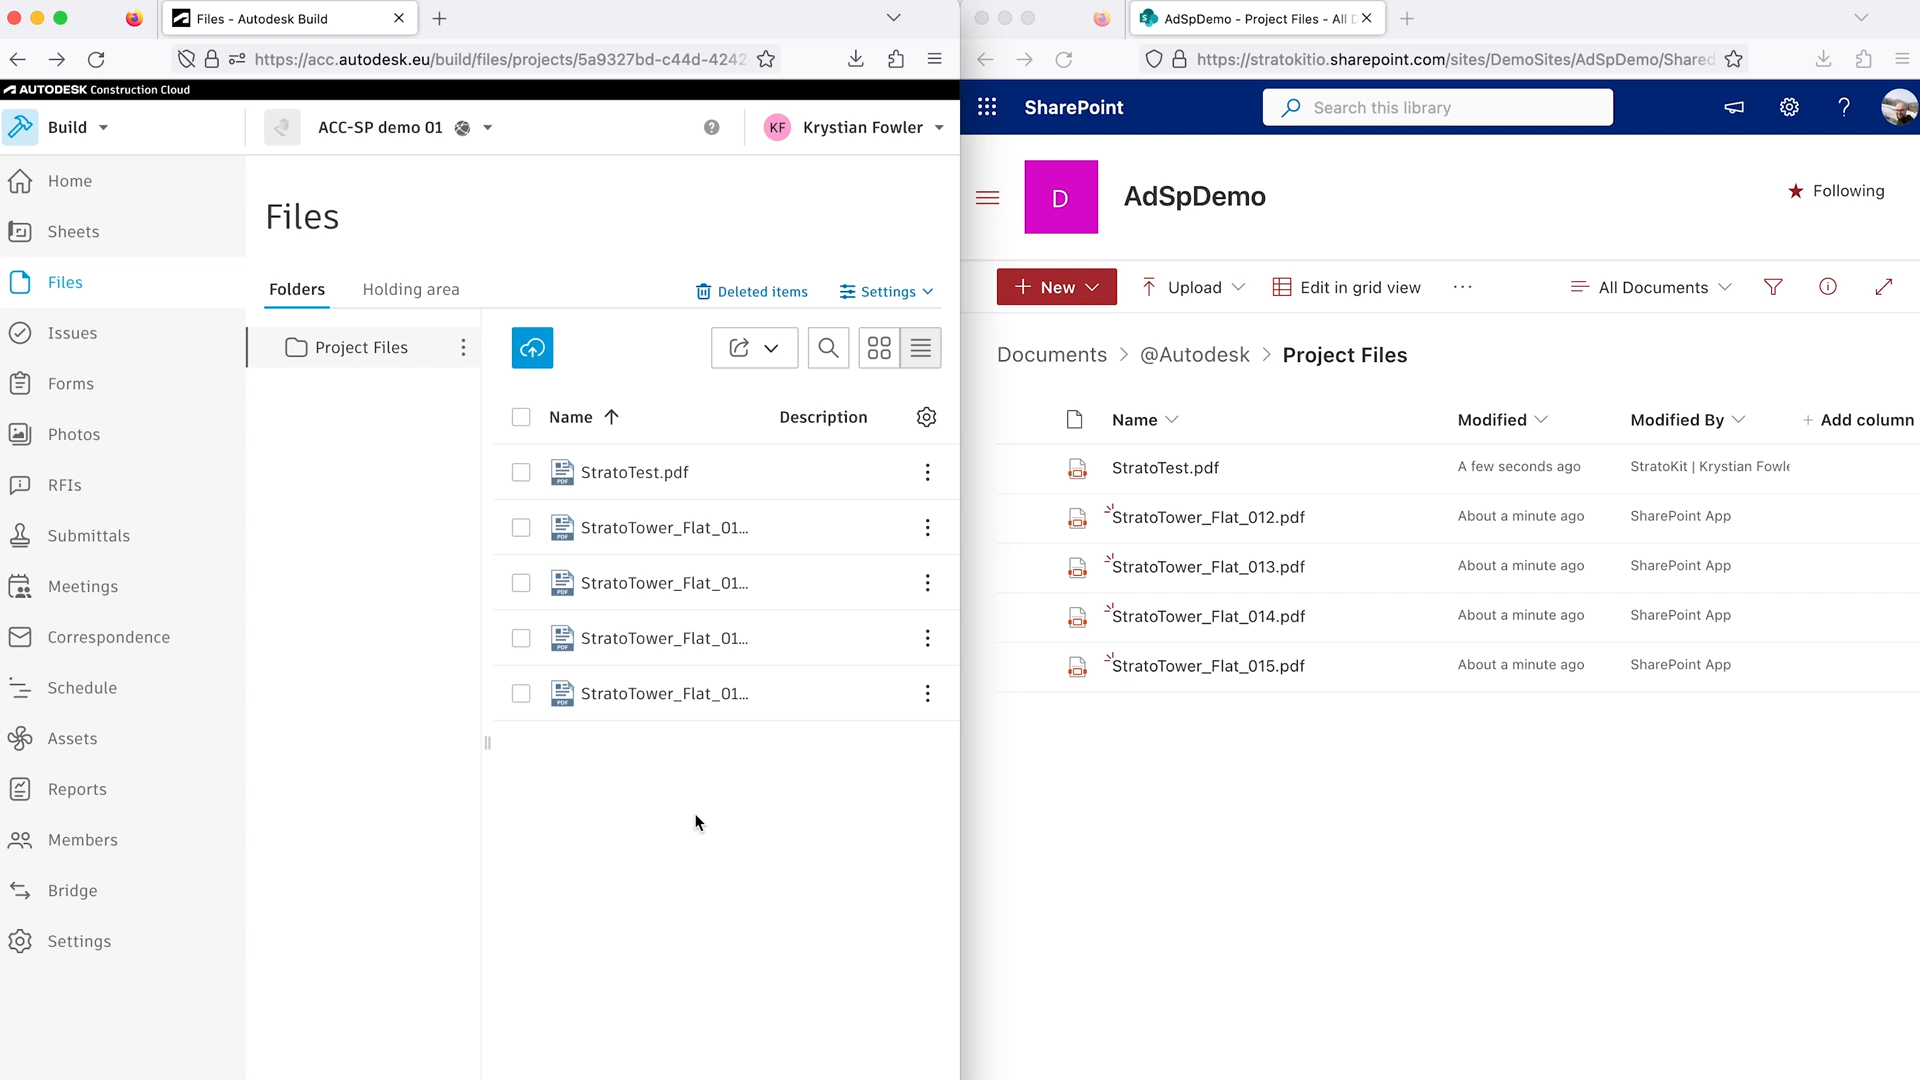 Files - Autodesk Build
https://acc.autodesk.eu/build/files/projects/5a9327bd-c44d-4242
AUTODESK Construction Cloud
Build
ACC-SP demo 01
KF
Krystian Fowler
Home
Sheets
Files
Issues
Forms
Photos
RFIs
Submittals
Meetings
Correspondence
Schedule
Assets
Reports
Members
Bridge
Settings
Files
Folders
Holding area
Deleted items
Settings
Project Files
Name
Description
StratoTest.pdf
StratoTower_Flat_01...
StratoTower_Flat_01...
StratoTower_Flat_01...
StratoTower_Flat_01...
AdSpDemo - Project Files - All D
https://stratokitio.sharepoint.com/sites/DemoSites/AdSpDemo/Shared
SharePoint
Search this library
D
AdSpDemo
Following
New
Upload
Edit in grid view
All Documents
Documents > @Autodesk > Project Files
Name
Modified
Modified By
+ Add column
StratoTest.pdf
A few seconds ago
StratoKit | Krystian Fowle
StratoTower_Flat_012.pdf
About a minute ago
SharePoint App
StratoTower_Flat_013.pdf
About a minute ago
SharePoint App
StratoTower_Flat_014.pdf
About a minute ago
SharePoint App
StratoTower_Flat_015.pdf
About a minute ago
SharePoint App